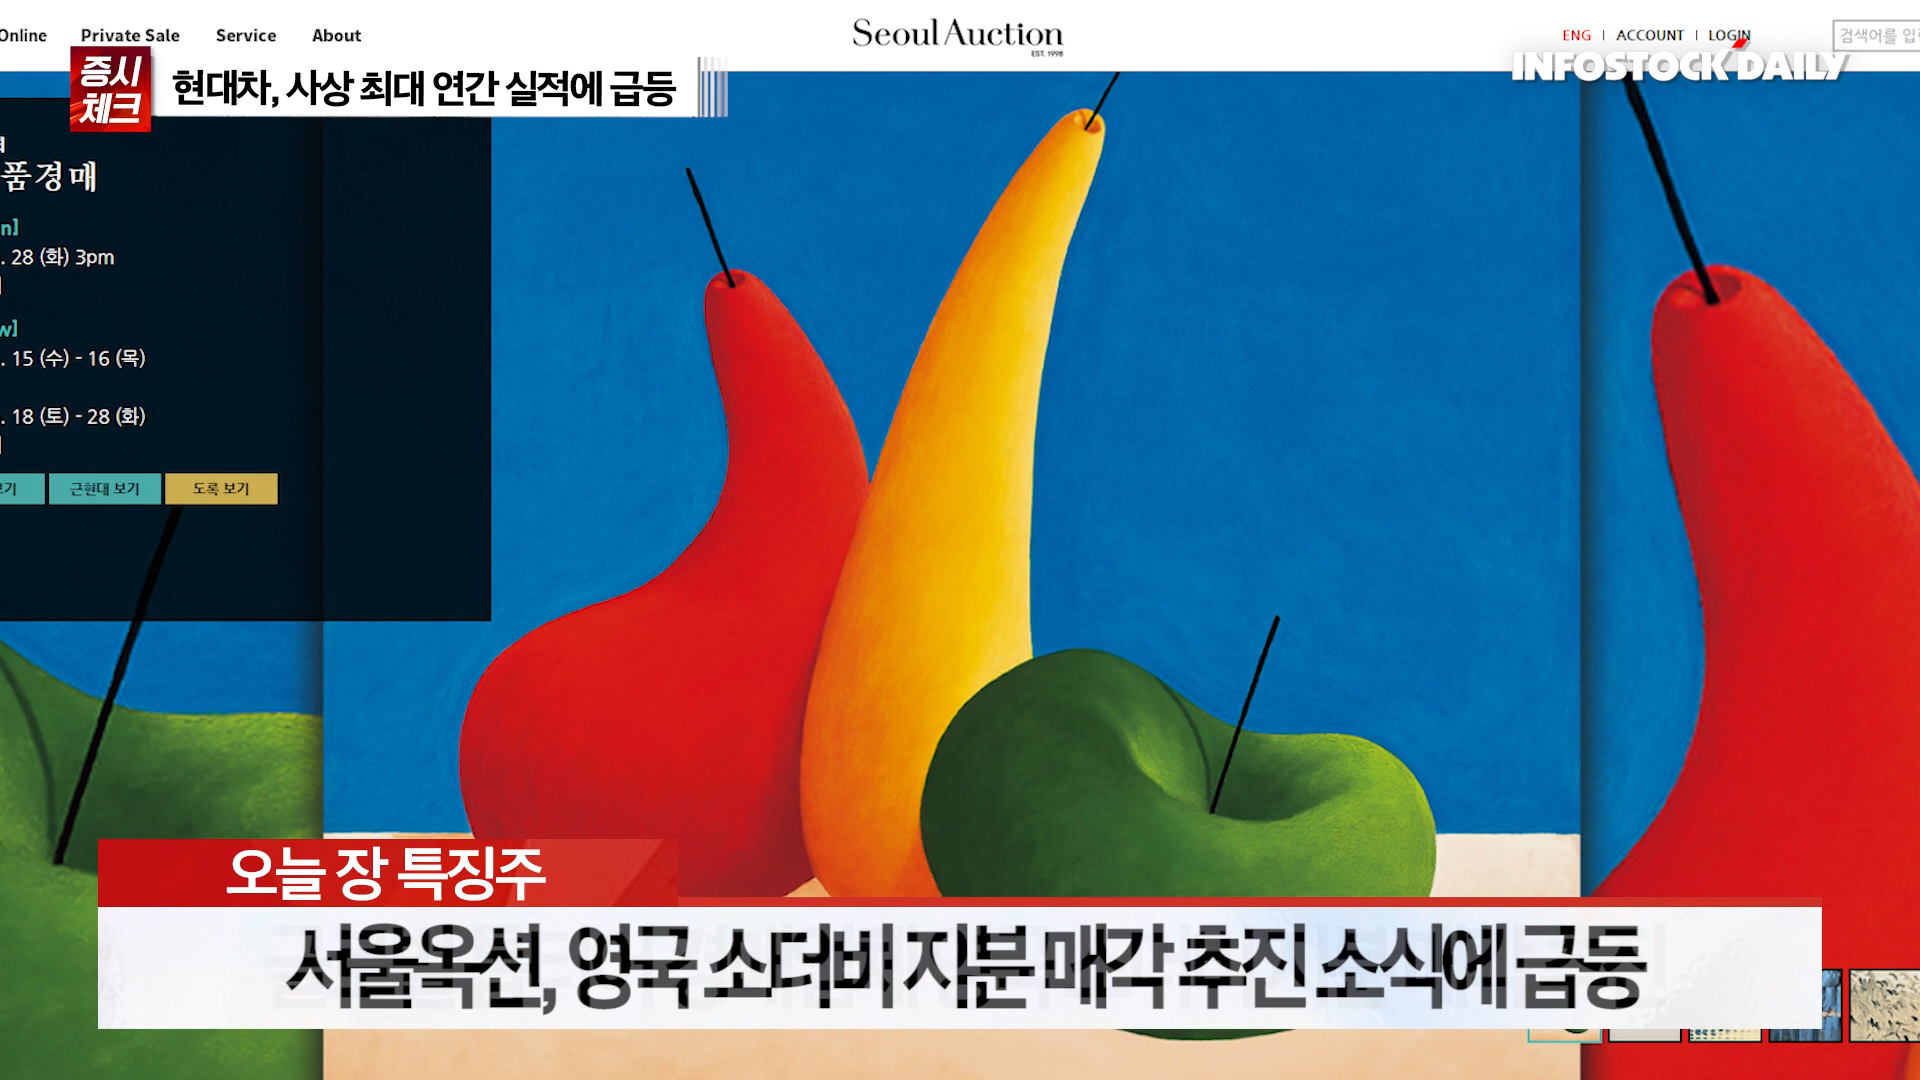 Online Private Sale Service About
Seoul Auction
EST. 1998
ENG | ACCOUNT | LOGIN
INFOSTOCK DAILY
증시
체크
현대차, 사상 최대 연간 실적에 급등
품경매
. 28 (화) 3pm
. 15 (수) - 16 (목)
. 18 (토) - 28 (화)
보기 근현대 보기 도록 보기
오늘 장 특징주
서울옥션, 영국 소더비 지분 매각 추진 소식에 급등